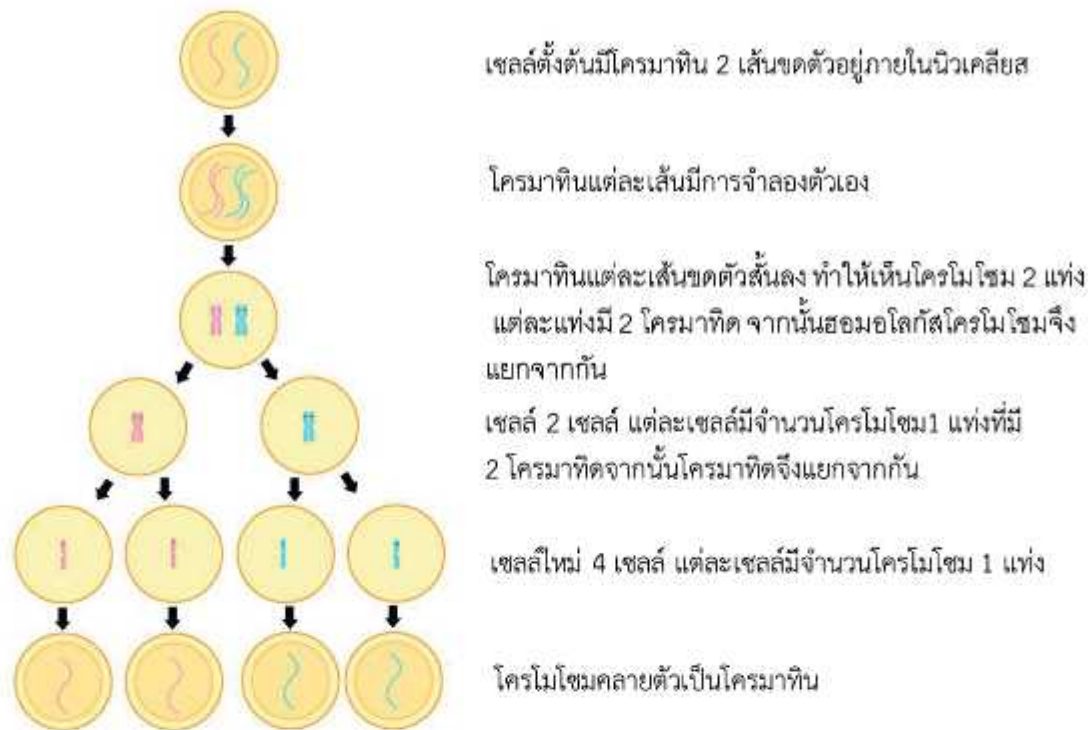 เซลล์ตั้งต้นมีโครมาทิน 2 เส้นขดตัวอยู่ภายในนิวเคลียส
โครมาทินแต่ละเส้นมีการจำลองตัวเอง
โครมาทินแต่ละเส้นขดตัวสั้นลง ทำให้เห็นโครโมโซม 2 แท่ง
แต่ละแท่งมี 2 โครมาทิด จากนั้นฮอมอโลกัสโครโมโซมจึง
แยกจากกัน
เซลล์ 2 เซลล์ แต่ละเซลล์มีจำนวนโครโมโซม1 แท่งที่มี
2 โครมาทิดจากนั้นโครมาทิดจึงแยกจากกัน
เซลล์ใหม่ 4 เซลล์ แต่ละเซลล์มีจำนวนโครโมโซม 1 แท่ง
โครโมโซมคลายตัวเป็นโครมาทิน